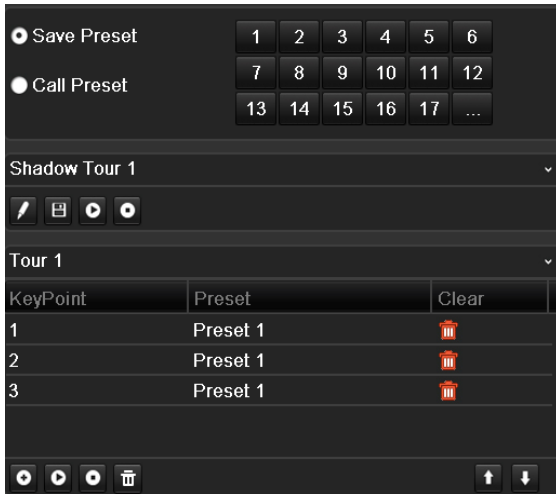 Save Preset 1 2 3 4 5 6
Call Preset 7 8 9 10 11 12
13 14 15 16 17 ...
Shadow Tour 1
Tour 1
KeyPoint Preset Clear
1 Preset 1
2 Preset 1
3 Preset 1